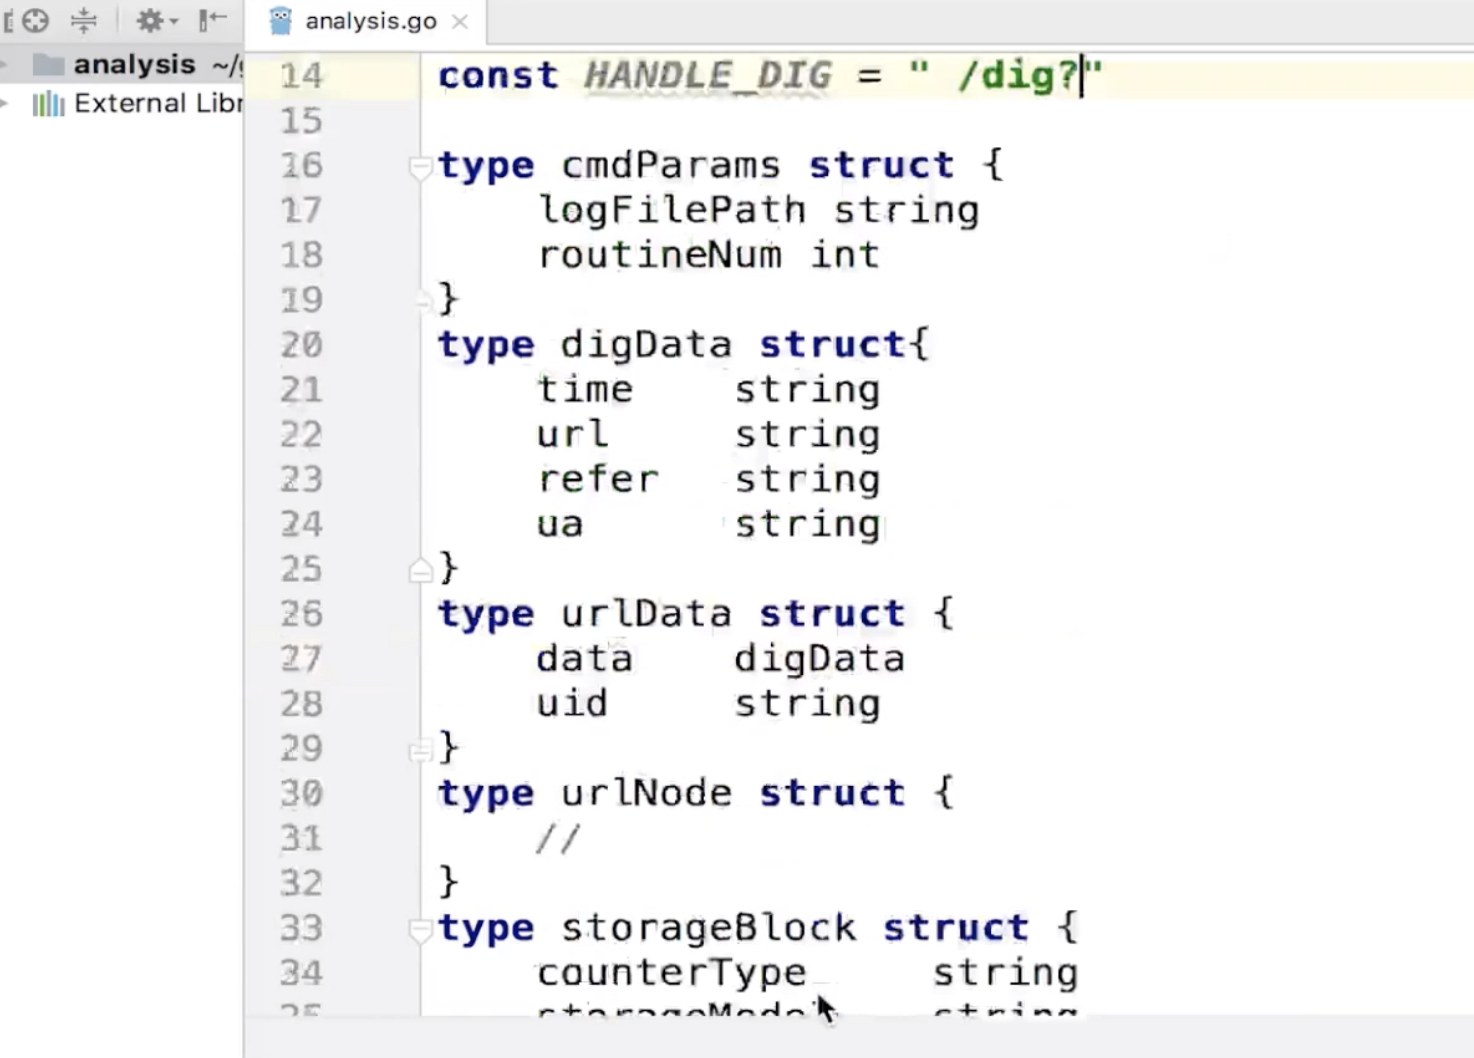 analysis.go
analysis ~/
External Libr
14 const HANDLE_DIG = " /dig?"
15
16 type cmdParams struct {
17 logFilePath string
18 routineNum int
19 }
20 type digData struct{
21 time string
22 url string
23 refer string
24 ua string
25 }
26 type urlData struct {
27 data digData
28 uid string
29 }
30 type urlNode struct {
31 //
32 }
33 type storageBlock struct {
34 counterType string